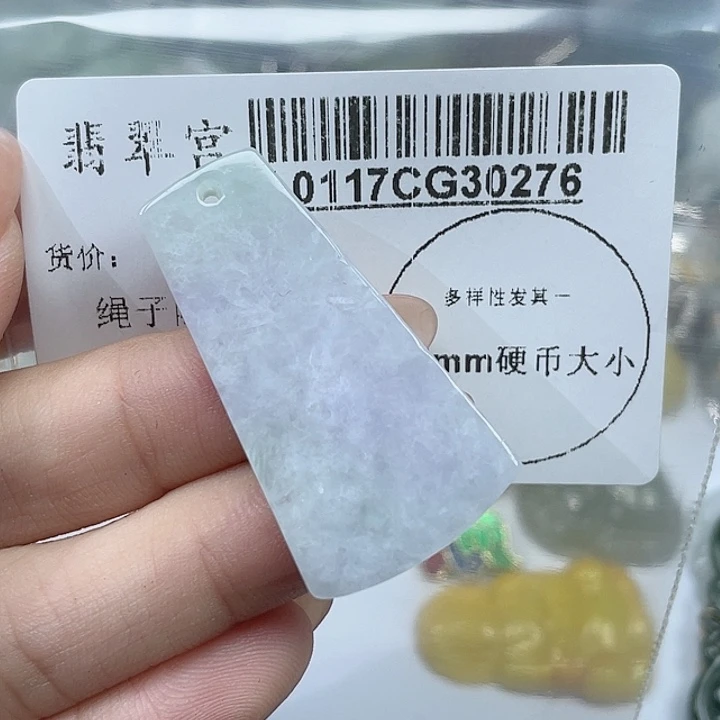 翡翠宫
0117CG30276
货价：
多样性发其一
绳子
mm硬币大小